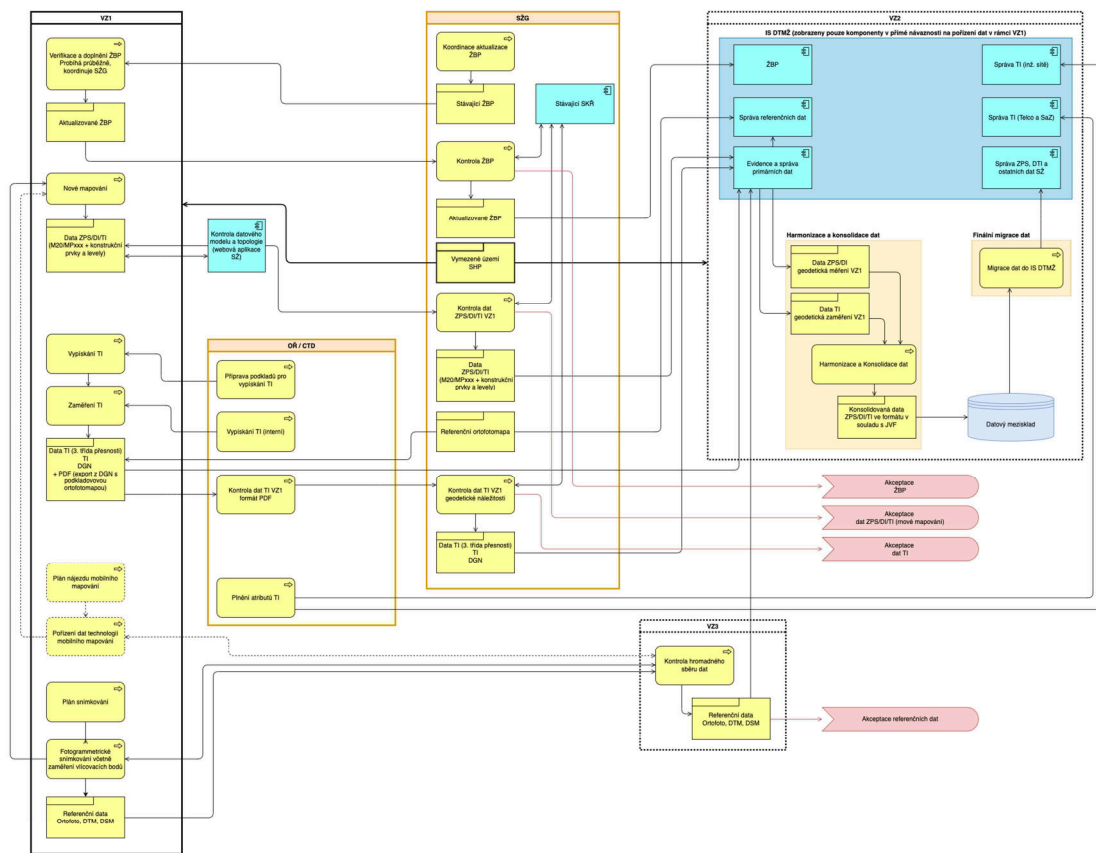 VZ1
Verifikace a doplnění ŽBP
Probíhá průběžně,
koordinuje SŽG
Aktualizované ŽBP
Nové mapování
Data ZPS/DI/TI
(M20/MPxxx + konstrukční
prvky a levely)
Vypískání TI
Zaměření TI
Data TI (3. třída přesnosti)
TI
DGN
+ PDF (export z DGN s
podkladovovou
ortofotomapou)
Plán nájezdu mobilního
mapování
Pořízení dat technologií
mobilního mapování
Plán snímkování
Fotogrammetrické
snímkování včetně
zaměření vlícovacích bodů
Referenční data
Ortofoto, DTM, DSM
Kontrola datového
modelu a topologie
(webová aplikace
SŽ)
OŘ / CTD
Příprava podkladů pro
vypískání TI
Vypískání TI (interní)
Kontrola dat TI VZ1
formát PDF
Plnění atributů TI
SŽG
Koordinace aktualizace
ŽBP
Stávající ŽBP
Stávající SKŘ
Kontrola ŽBP
Aktualizované ŽBP
Vymezené území
SHP
Kontrola dat
ZPS/DI/TI VZ1
Data
ZPS/DI/TI
(M20/MPxxx + konstrukční
prvky a levely)
Referenční ortofotomapa
Kontrola dat TI VZ1
geodetické náležitosti
Data TI (3. třída přesnosti)
TI
DGN
VZ2
IS DTMŽ (zobrazeny pouze komponenty v přímé návaznosti na pořízení dat v rámci VZ1)
ŽBP
Správa TI (inž. sítě)
Správa referenčních dat
Správa TI (Telco a SaZ)
Evidence a správa
primárních dat
Správa ZPS, DTI a
ostatních dat SŽ
Harmonizace a konsolidace dat
Data ZPS/DI
geodetická měření VZ1
Data TI
geodetická zaměření VZ1
Harmonizace a Konsolidace dat
Konsolidovaná data
ZPS/DI/TI ve formátu v
souladu s JVF
Finální migrace dat
Migrace dat do IS DTMŽ
Datový mezisklad
Akceptace
ŽBP
Akceptace
dat ZPS/DI/TI (nové mapování)
Akceptace
dat TI
VZ3
Kontrola hromadného
sběru dat
Referenční data
Ortofoto, DTM, DSM
Akceptace referenčních dat